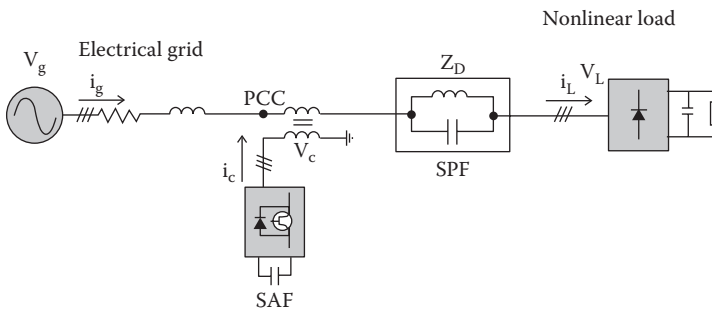 Nonlinear load
Electrical grid
V_g
i_g
PCC
V_c
i_c
SAF
Z_D
SPF
i_L
V_L